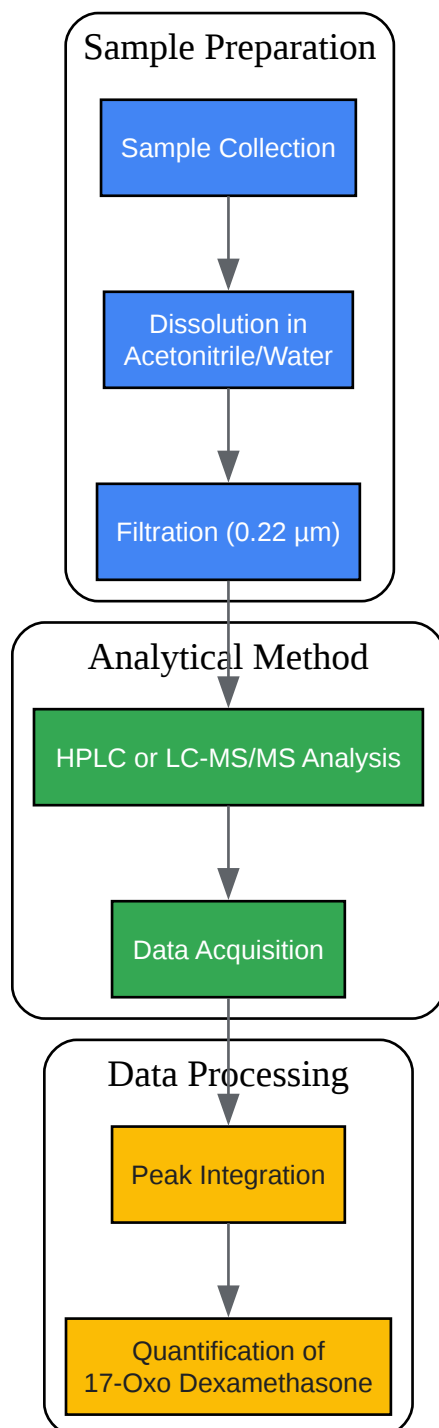 Sample Preparation
Sample Collection
Dissolution in
Acetonitrile/Water
Filtration (0.22 µm)
Analytical Method
HPLC or LC-MS/MS Analysis
Data Acquisition
Data Processing
Peak Integration
Quantification of
17-Oxo Dexamethasone